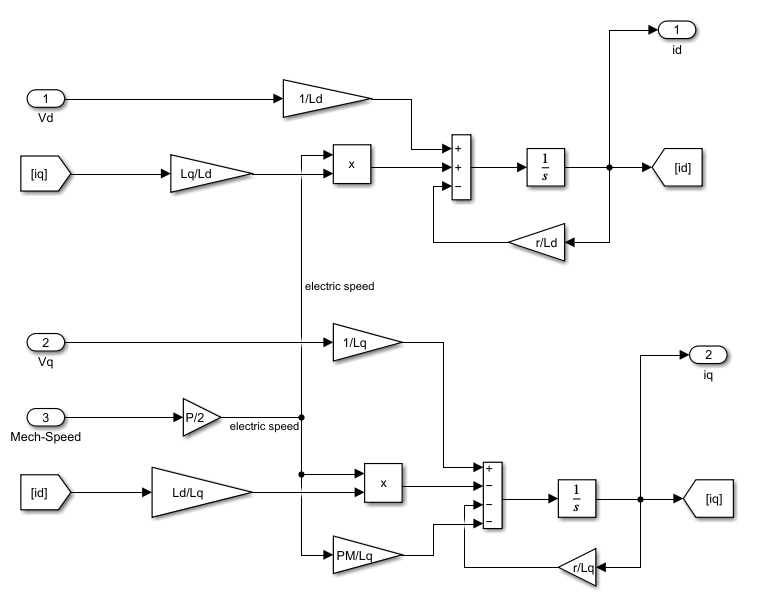 1
id
1
Vd
1/Ld
[iq]
Lq/Ld
x
+
+
−
1
s
[id]
r/Ld
electric speed
2
Vq
1/Lq
2
iq
3
Mech-Speed
P/2
electric speed
[id]
Ld/Lq
x
+
−
−
−
1
s
[iq]
PM/Lq
r/Lq